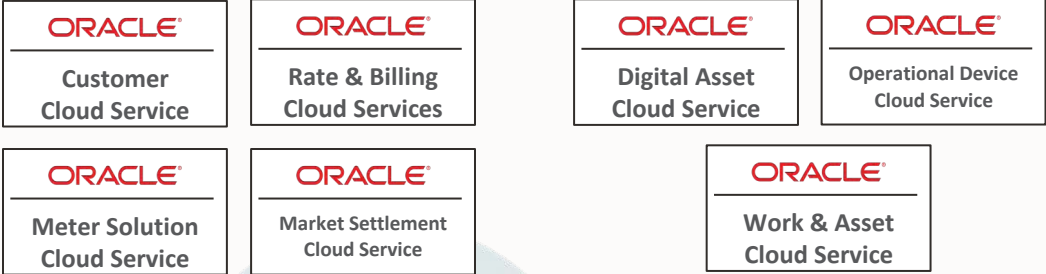 ORACLE®
Customer
Cloud Service
ORACLE®
Rate & Billing
Cloud Services
ORACLE®
Digital Asset
Cloud Service
ORACLE®
Operational Device
Cloud Service
ORACLE®
Meter Solution
Cloud Service
ORACLE®
Market Settlement
Cloud Service
ORACLE®
Work & Asset
Cloud Service